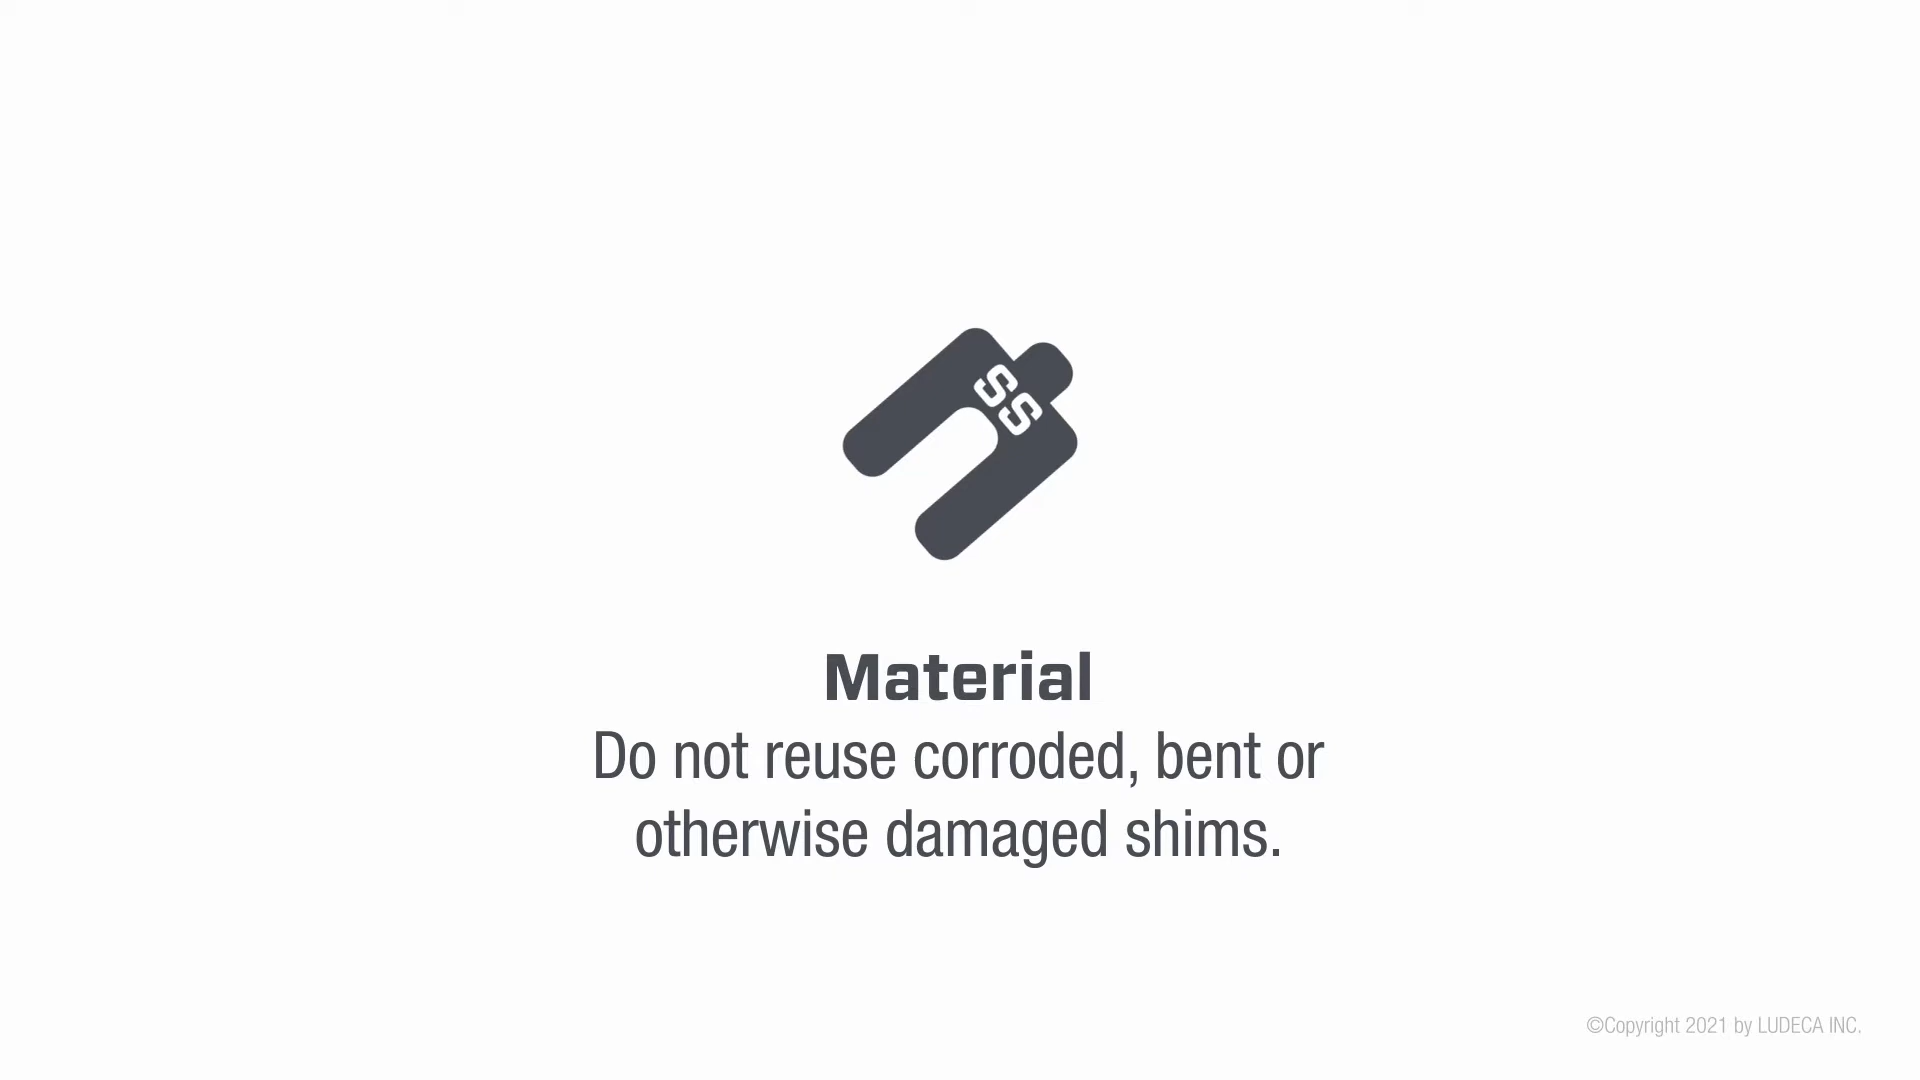 SS
Material
Do not reuse corroded, bent or
otherwise damaged shims.
©Copyright 2021 by LUDECA INC.